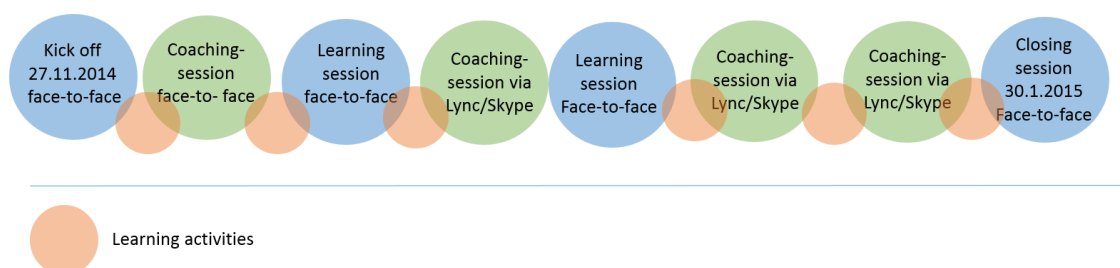 Kick off
27.11.2014
face-to-face
Coaching-
session
face-to- face
Learning
session
face-to-face
Coaching-
session via
Lync/Skype
Learning
session
Face-to-face
Coaching-
session via
Lync/Skype
Coaching-
session via
Lync/Skype
Closing
session
30.1.2015
Face-to-face
Learning activities